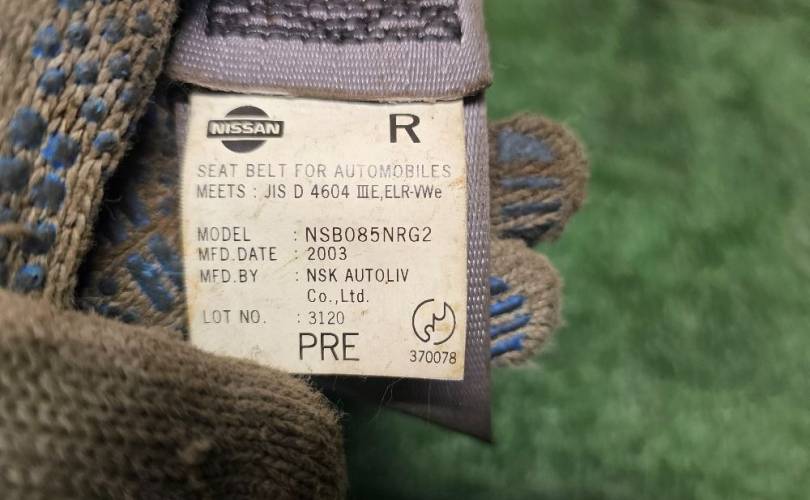 NISSAN R
SEAT BELT FOR AUTOMOBILES
MEETS : JIS D 4604 ⅢE,ELR-VWe
MODEL : NSB085NRG2
MFD.DATE : 2003
MFD.BY : NSK AUTOLIV
Co.,Ltd.
LOT NO. : 3120
PRE
370078